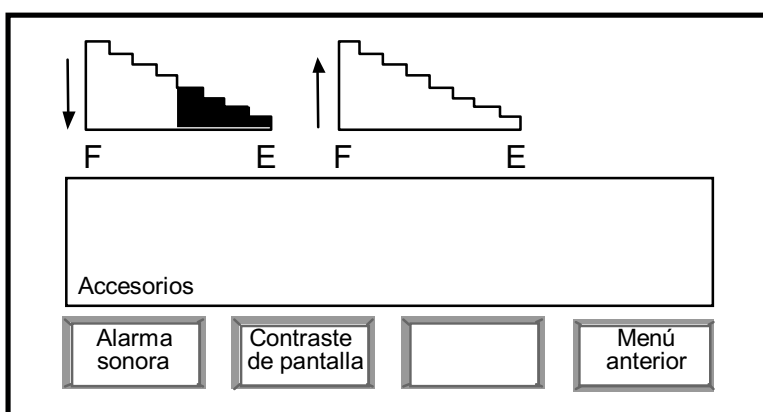 F E F E
Accesorios
Alarma
sonora
Contraste
de pantalla
Menú
anterior